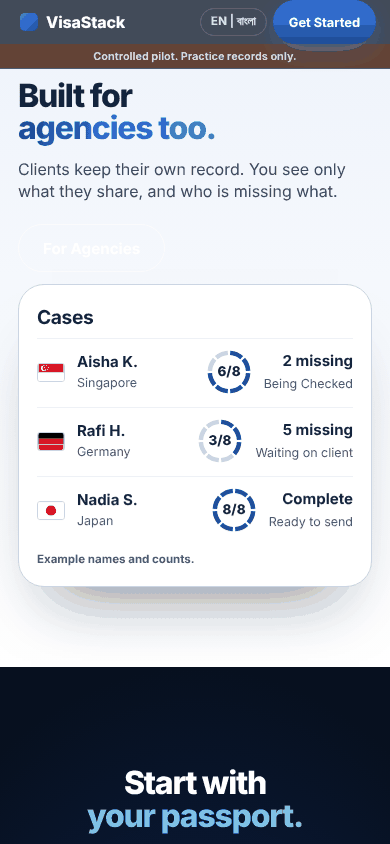 VisaStack
EN | বাংলা
Get Started
Controlled pilot. Practice records only.
Built for
agencies too.
Clients keep their own record. You see only
what they share, and who is missing what.
For Agencies
Cases
Aisha K.
Singapore
6/8
2 missing
Being Checked
Rafi H.
Germany
3/8
5 missing
Waiting on client
Nadia S.
Japan
8/8
Complete
Ready to send
Example names and counts.
Start with
your passport.